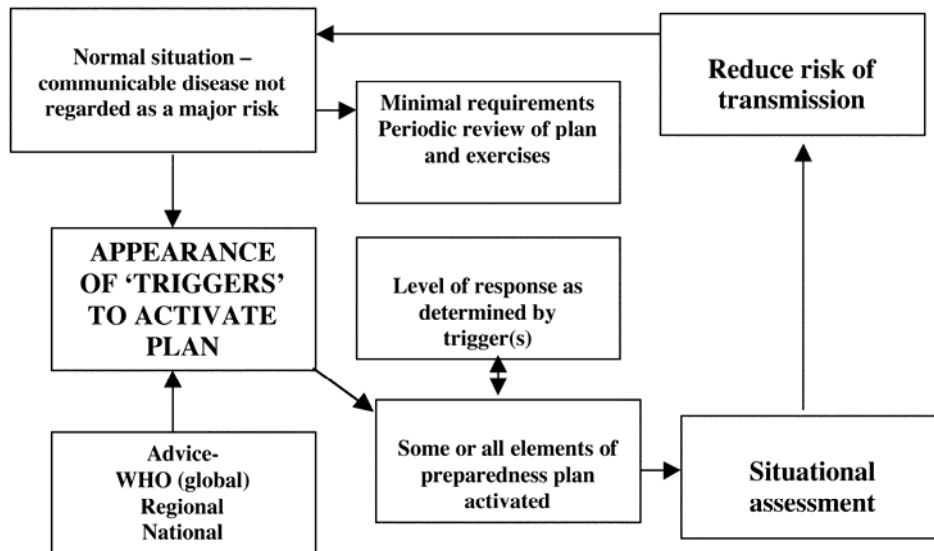 Normal situation –
communicable disease not
regarded as a major risk
Reduce risk of
transmission
Minimal requirements
Periodic review of plan
and exercises
APPEARANCE
OF ‘TRIGGERS’
TO ACTIVATE
PLAN
Level of response as
determined by
trigger(s)
Advice-
WHO (global)
Regional
National
Some or all elements of
preparedness plan
activated
Situational
assessment